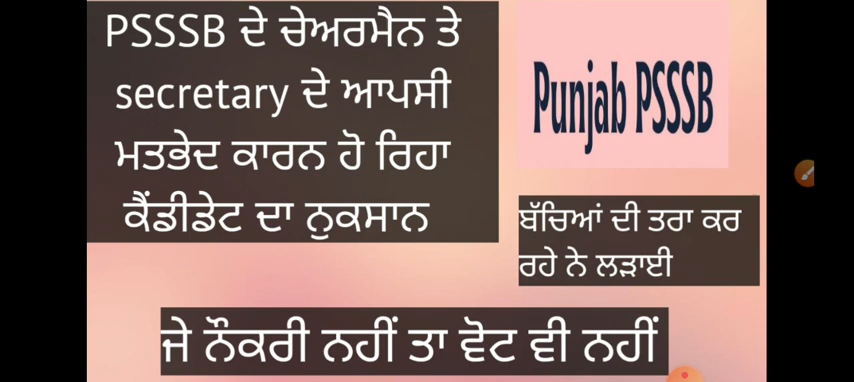 PSSSB ਦੇ ਚੇਅਰਮੈਨ ਤੇ
secretary ਦੇ ਆਪਸੀ
ਮਤਭੇਦ ਕਾਰਨ ਹੋ ਰਿਹਾ
ਕੈਂਡੀਡੇਟ ਦਾ ਨੁਕਸਾਨ
Punjab PSSSB
ਬੱਚਿਆਂ ਦੀ ਤਰਾ ਕਰ
ਰਹੇ ਨੇ ਲੜਾਈ
ਜੇ ਨੌਕਰੀ ਨਹੀਂ ਤਾ ਵੋਟ ਵੀ ਨਹੀਂ